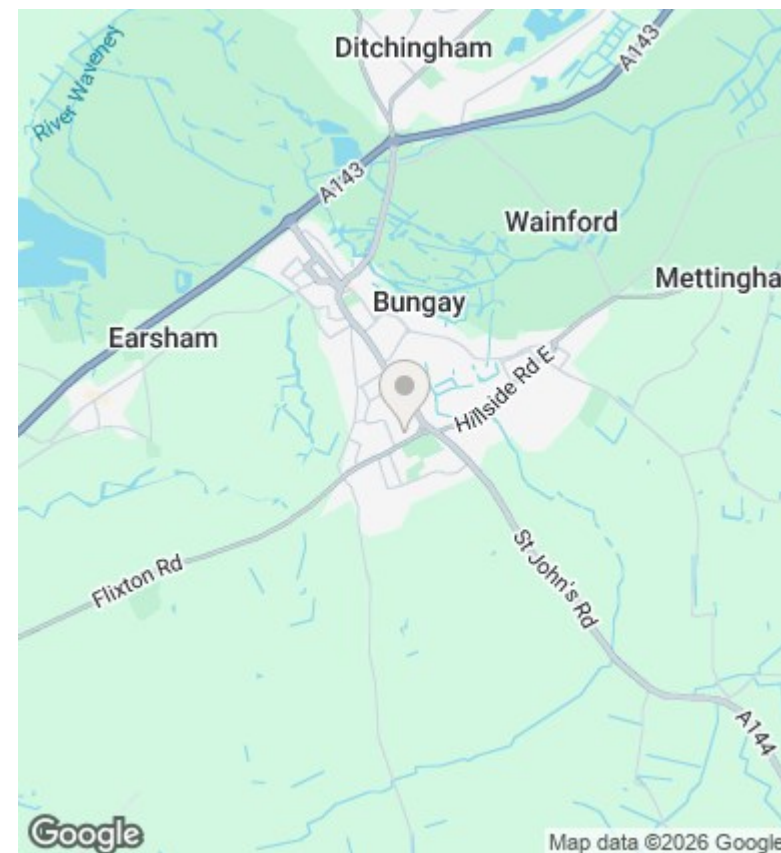 Ditchingham
A143
River Waveney
A143
Wainford
Mettingha
Bungay
Earsham
Hillside Rd E
Flixton Rd
St John's Rd
A144
Google
Map data ©2026 Google